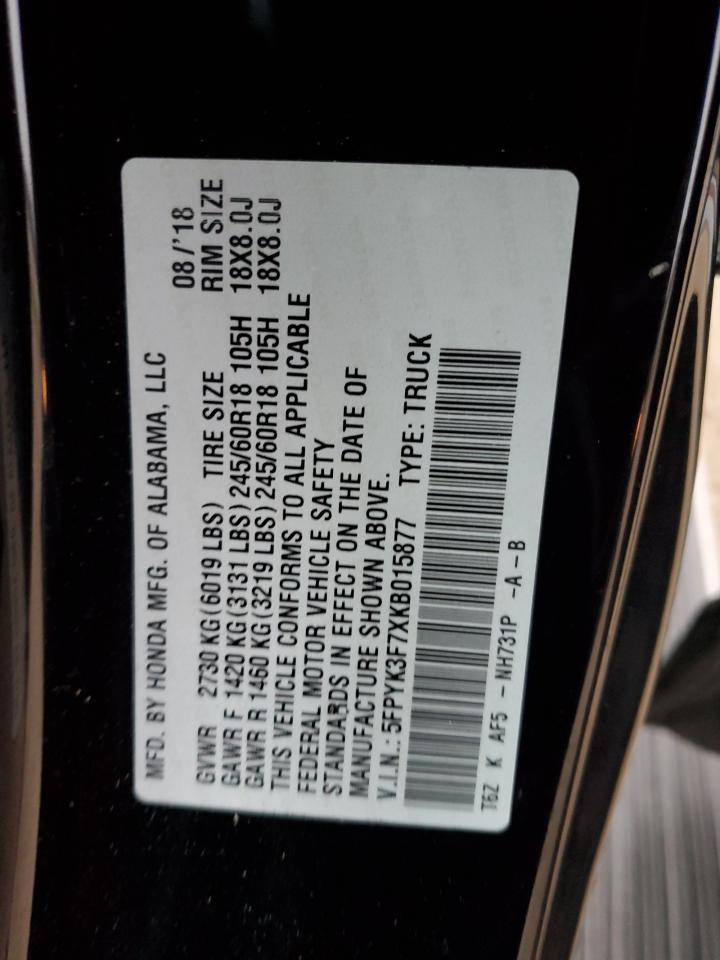 MFD. BY HONDA MFG. OF ALABAMA, LLC 08/'18
GVWR 2730 KG(6019 LBS) TIRE SIZE RIM SIZE
GAWR F 1420 KG(3131 LBS)245/60R18 105H 18X8.0J
GAWR R 1460 KG(3219 LBS)245/60R18 105H 18X8.0J
THIS VEHICLE CONFORMS TO ALL APPLICABLE
FEDERAL MOTOR VEHICLE SAFETY
STANDARDS IN EFFECT ON THE DATE OF
MANUFACTURE SHOWN ABOVE.
V.I.N.: 5FPYK3F7XKB015877 TYPE: TRUCK
T6Z K AF5 - NH731P -A-B